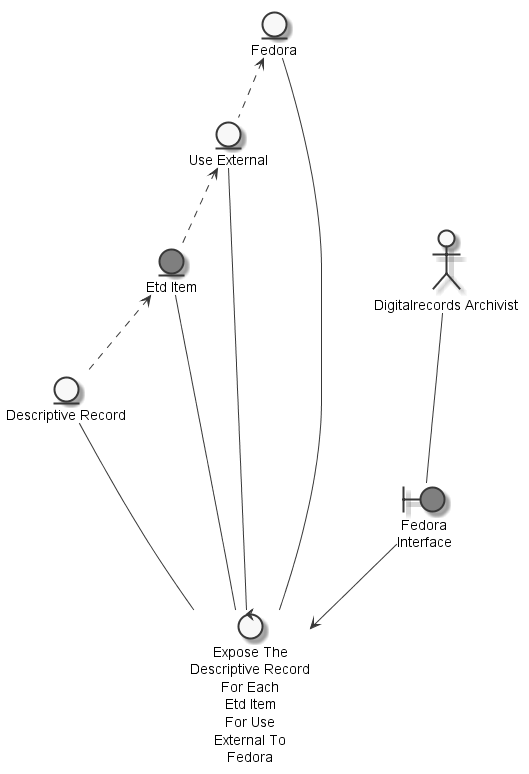 Fedora
Use External
Etd Item
Digitalrecords Archivist
Descriptive Record
Fedora
Interface
Expose The
Descriptive Record
For Each
Etd Item
For Use
External To
Fedora